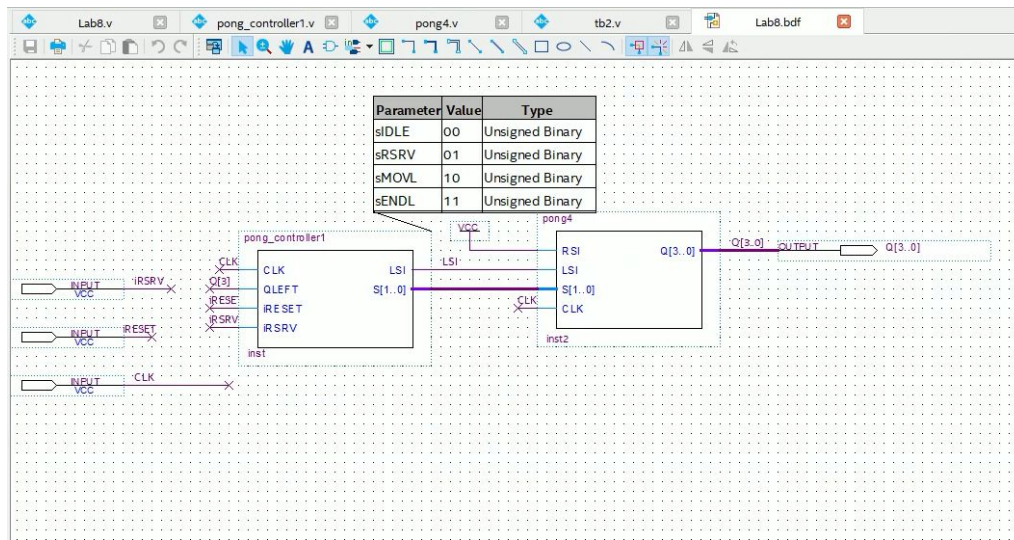 Lab8.v
pong_controller1.v
pong4.v
tb2.v
Lab8.bdf
Parameter Value Type
sIDLE 00 Unsigned Binary
sRSRV 01 Unsigned Binary
sMOVL 10 Unsigned Binary
sENDL 11 Unsigned Binary
pong_controller1
CLK
Q[3]
iRESE
iRSRV
CLK
QLEFT
iRESET
iRSRV
LSI
S[1..0]
inst
LSI
VCC
pong4
RSI
LSI
S[1..0]
CLK
Q[3..0]
CLK
inst2
Q[3..0] OUTPUT Q[3..0]
INPUT iRSRV
VCC
INPUT iRESET
VCC
INPUT CLK
VCC